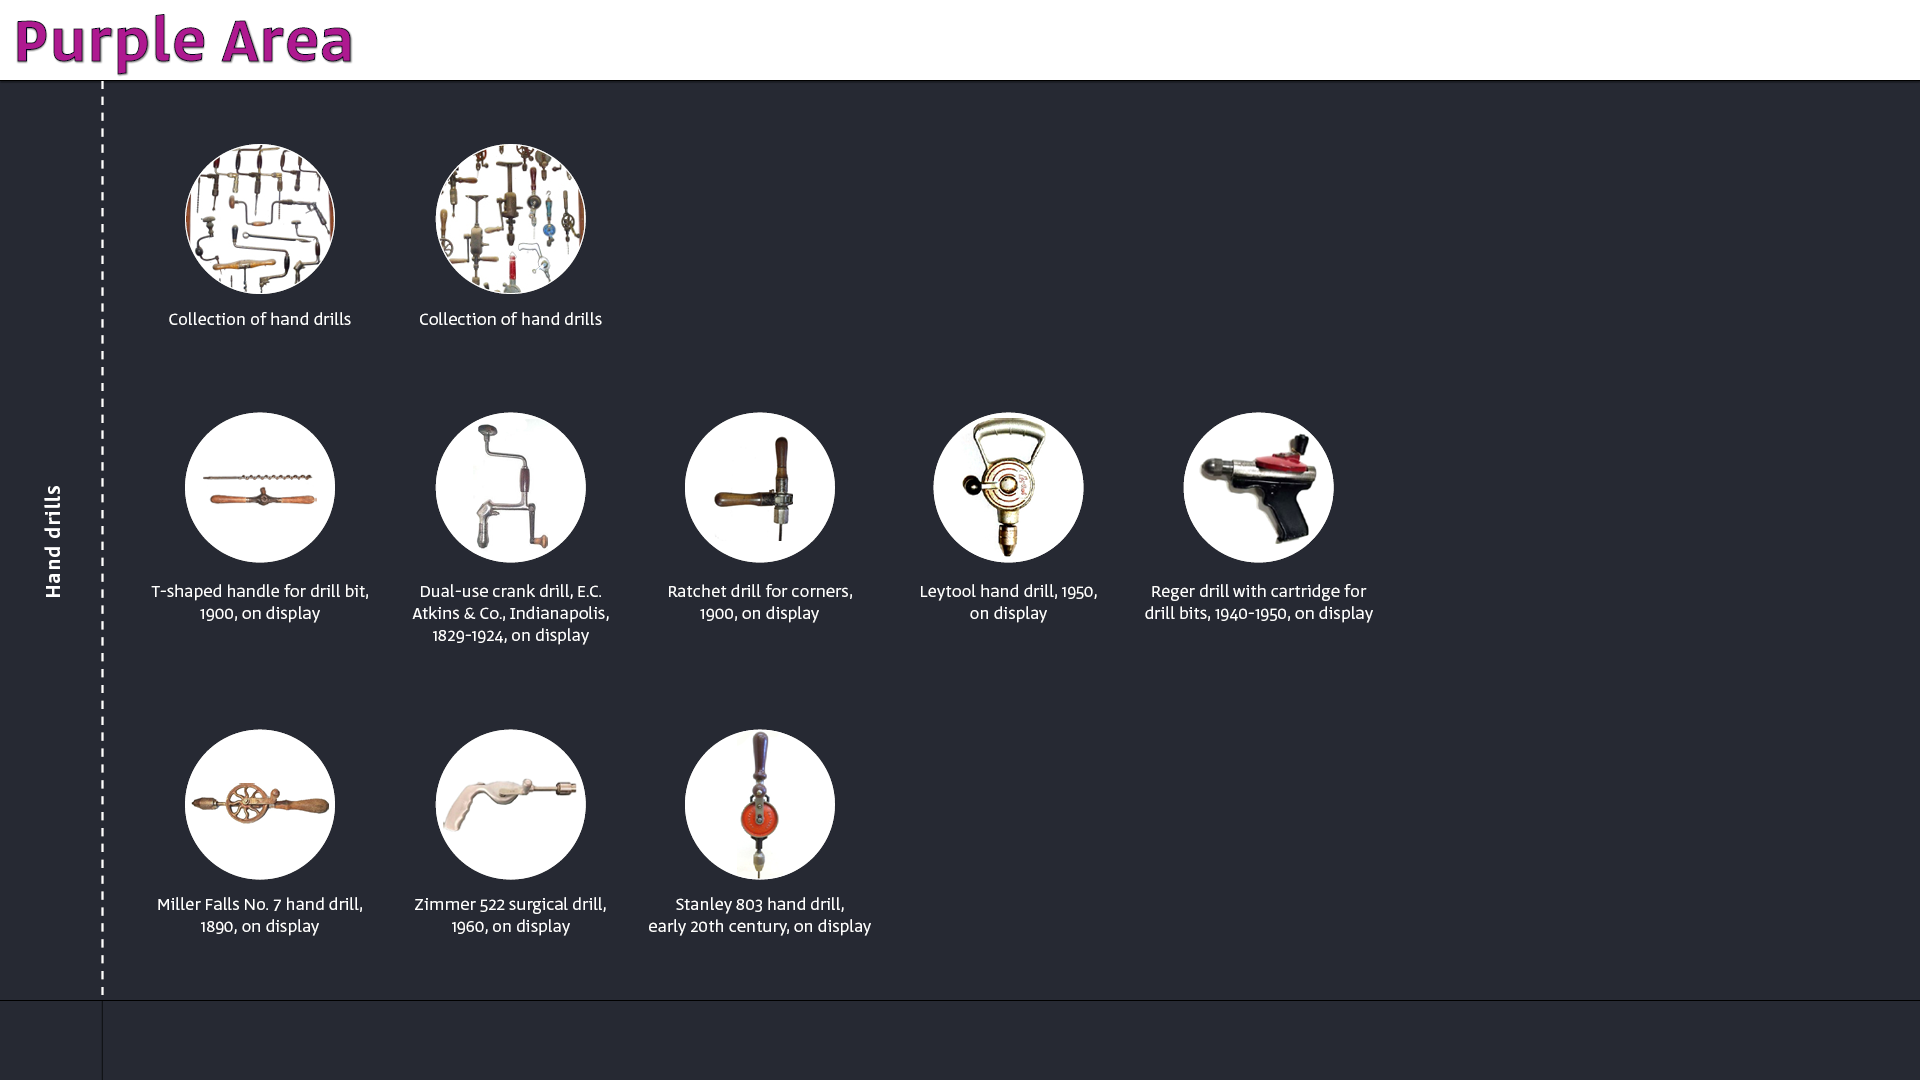 Purple Area
Hand drills
Collection of hand drills
Collection of hand drills
T-shaped handle for drill bit,
1900, on display
Dual-use crank drill, E.C.
Atkins & Co., Indianapolis,
1829-1924, on display
Ratchet drill for corners,
1900, on display
Leytool hand drill, 1950,
on display
Reger drill with cartridge for
drill bits, 1940-1950, on display
Miller Falls No. 7 hand drill,
1890, on display
Zimmer 522 surgical drill,
1960, on display
Stanley 803 hand drill,
early 20th century, on display